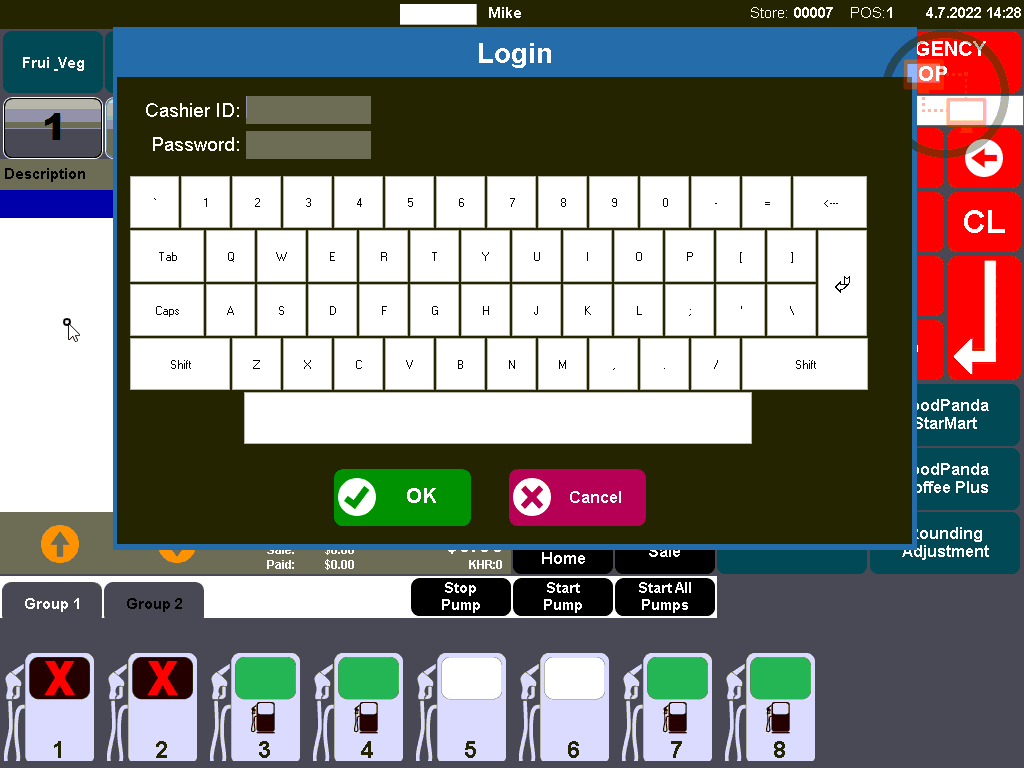 Mike
Store: 00007 POS:1 4.7.2022 14:28
Frui_Veg
Login
GENCY
OP
1
Cashier ID:
Password:
Description
` 1 2 3 4 5 6 7 8 9 0 - = <---
Tab Q W E R T Y U I O P [ ]
Caps A S D F G H J K L ; ' \
Shift Z X C V B N M , . / Shift
CL
oodPanda
StarMart
oodPanda
offee Plus
OK
Cancel
ounding
Adjustment
Sale: $0.00
Paid: $0.00
KHR:0
Home
Sale
Group 1
Group 2
Stop
Pump
Start
Pump
Start All
Pumps
1 2 3 4 5 6 7 8